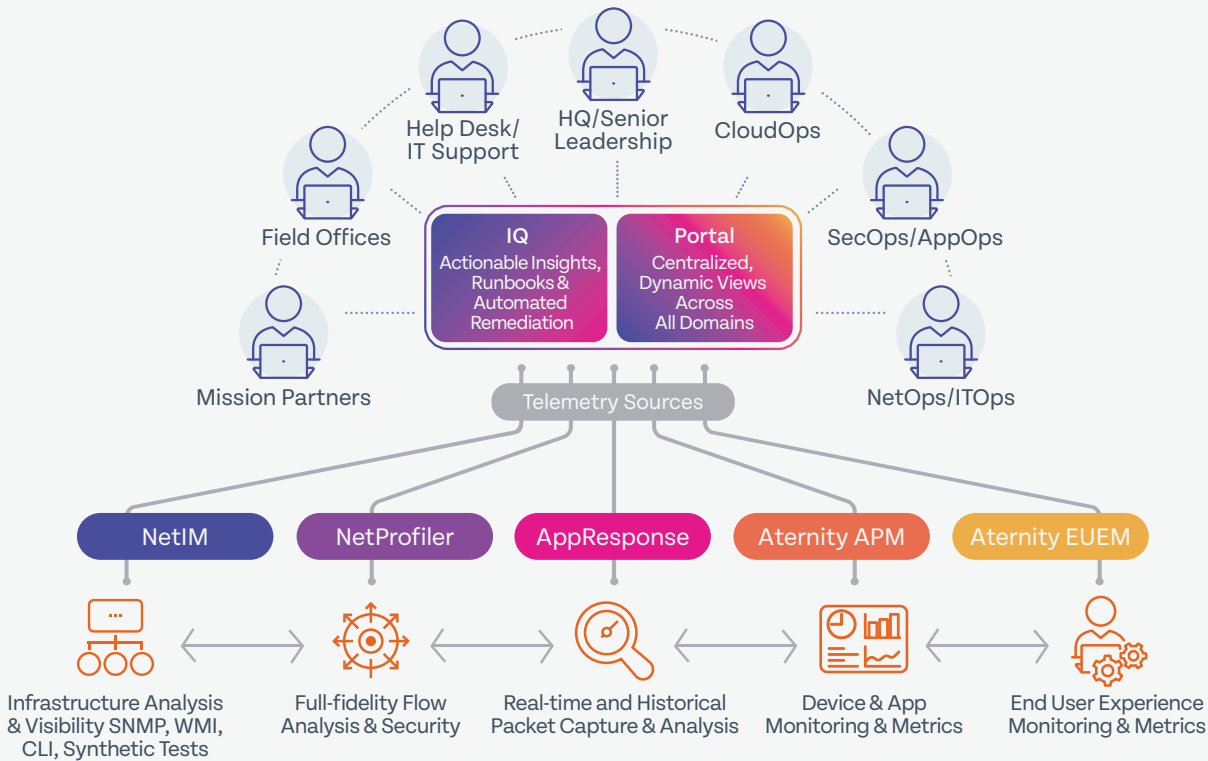 Help Desk/
IT Support
HQ/Senior
Leadership
CloudOps
Field Offices
SecOps/AppOps
Mission Partners
NetOps/ITOps
IQ
Actionable Insights,
Runbooks &
Automated
Remediation
Portal
Centralized,
Dynamic Views
Across
All Domains
Telemetry Sources
NetIM
NetProfiler
AppResponse
Aternity APM
Aternity EUEM
Infrastructure Analysis
& Visibility SNMP, WMI,
CLI, Synthetic Tests
Full-fidelity Flow
Analysis & Security
Real-time and Historical
Packet Capture & Analysis
Device & App
Monitoring & Metrics
End User Experience
Monitoring & Metrics